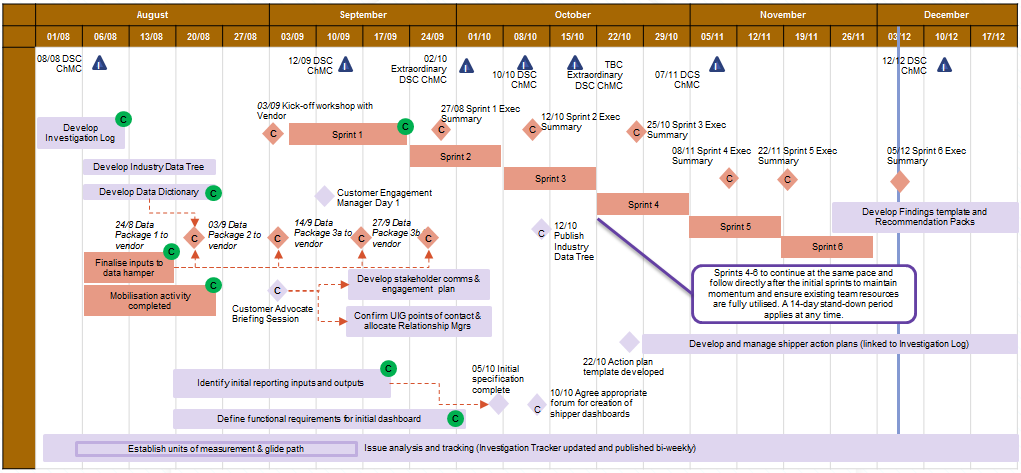 August
September
October
November
December
01/08
06/08
13/08
20/08
27/08
03/09
10/09
17/09
24/09
01/10
08/10
15/10
22/10
29/10
05/11
12/11
19/11
26/11
03/12
10/12
17/12
08/08 DSC
ChMC
12/09 DSC
ChMC
02/10
Extraordinary
DSC ChMC
10/10 DSC
ChMC
TBC
Extraordinary
DSC ChMC
07/11 DCS
ChMC
12/12 DSC
ChMC
Develop
Investigation Log
C
03/09 Kick-off workshop with
Vendor
C
Sprint 1
C
27/08 Sprint 1 Exec
Summary
C
12/10 Sprint 2 Exec
Summary
C
25/10 Sprint 3 Exec
Summary
C
08/11 Sprint 4 Exec
Summary
C
22/11 Sprint 5 Exec
Summary
C
05/12 Sprint 6 Exec
Summary
C
Sprint 2
Sprint 3
Sprint 4
Sprint 5
Sprint 6
Develop Industry Data Tree
Develop Data Dictionary
C
Customer Engagement
Manager Day 1
24/8 Data
Package 1 to
vendor
C
03/9 Data
Package 2 to
vendor
C
14/9 Data
Package 3a to
vendor
C
27/9 Data
Package 3b
vendor
C
C
12/10
Publish
Industry
Data Tree
Develop Findings template and
Recommendation Packs
Finalise inputs to
data hamper
C
Mobilisation activity
completed
C
C
Customer Advocate
Briefing Session
Develop stakeholder comms &
engagement plan
Confirm UIG points of contact &
allocate Relationship Mgrs
Sprints 4-6 to continue at the same pace and
follow directly after the initial sprints to maintain
momentum and ensure existing team resources
are fully utilised. A 14-day stand-down period
applies at any time.
Develop and manage shipper action plans (linked to Investigation Log)
22/10 Action plan
template developed
Identify initial reporting inputs and outputs
C
05/10 Initial
specification
complete
10/10 Agree appropriate
forum for creation of
shipper dashboards
C
Define functional requirements for initial dashboard
C
Establish units of measurement & glide path
Issue analysis and tracking (Investigation Tracker updated and published bi-weekly)